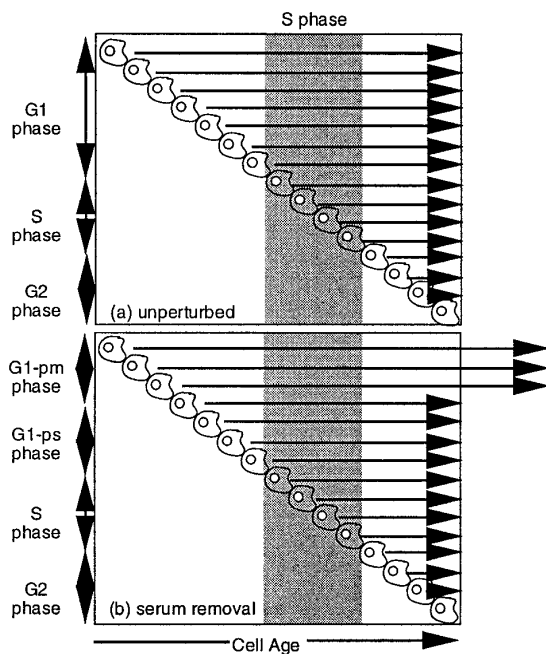 S phase
G1
phase
S
phase
G2
phase
(a) unperturbed
G1-pm
phase
G1-ps
phase
S
phase
G2
phase
(b) serum removal
Cell Age